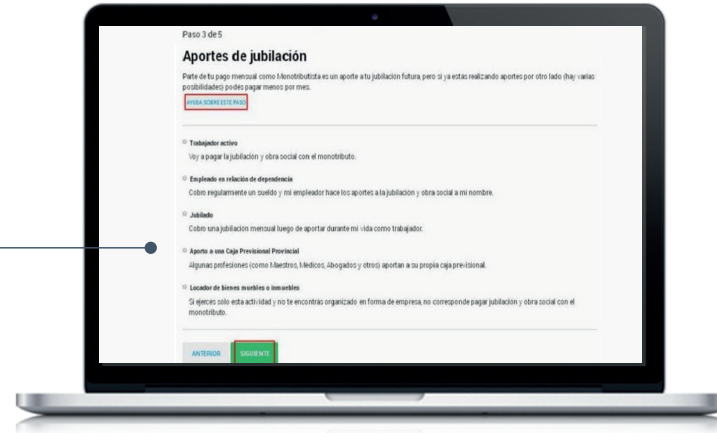 Paso 3 de 5
Aportes de jubilación
Parte de tu pago mensual como Monotributista es un aporte a tu jubilación futura, pero si ya estás realizando aportes por otro lado (hay varias
posibilidades) podés pagar menos por mes.
AYUDA SOBRE ESTE PASO
Trabajador activo
Voy a pagar la jubilación y obra social con el monotributo.
Empleado en relación de dependencia
Cobro regularmente un sueldo y mi empleador hace los aportes a la jubilación y obra social a mi nombre.
Jubilado
Cobro una jubilación mensual luego de aportar durante mi vida como trabajador.
Aporto a una Caja Previsional Provincial
Algunas profesiones (como Maestros, Médicos, Abogados y otros) aportan a su propia caja previsional.
Locador de bienes muebles o inmuebles
Si ejerces solo esta actividad y no te encontrás organizado en forma de empresa, no corresponde pagar jubilación y obra social con el
monotributo.
ANTERIOR SIGUIENTE